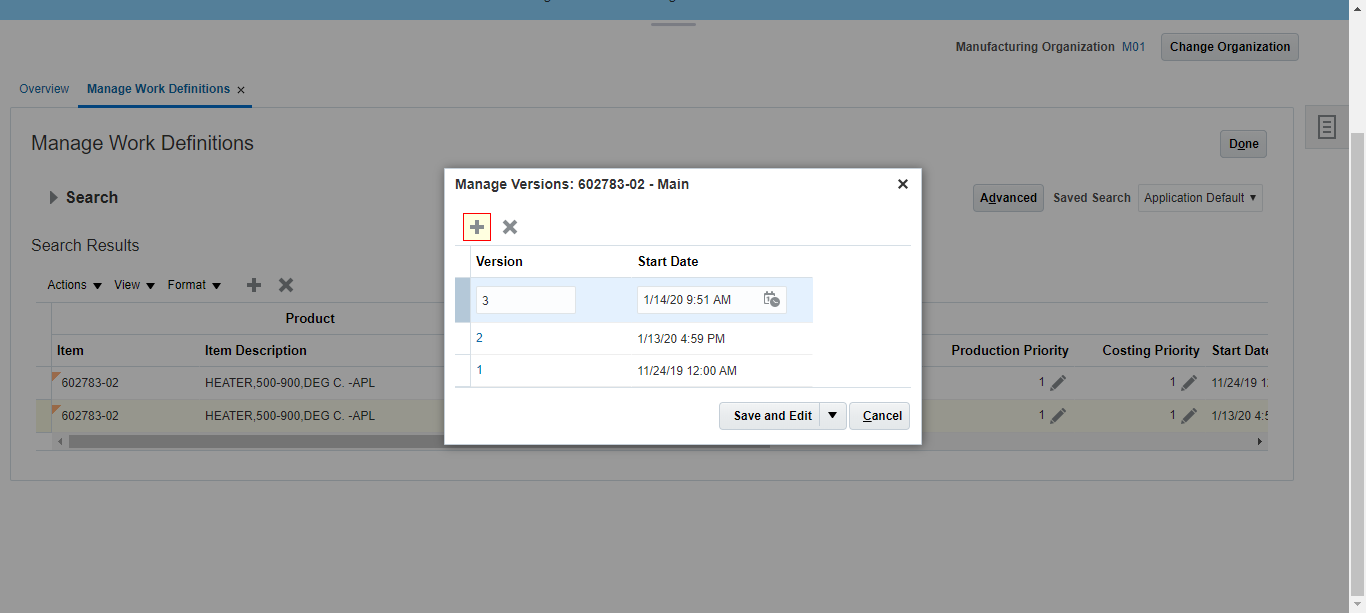 Manufacturing Organization M01 Change Organization
Overview Manage Work Definitions
Manage Work Definitions Done
Search Advanced Saved Search Application Default
Search Results
Actions View Format
Product
Item Item Description Production Priority Costing Priority Start Date
602783-02 HEATER,500-900,DEG C. -APL 1 1 11/24/19 1
602783-02 HEATER,500-900,DEG C. -APL 1 1 1/13/20 4:5
Manage Versions: 602783-02 - Main
Version Start Date
3 1/14/20 9:51 AM
2 1/13/20 4:59 PM
1 11/24/19 12:00 AM
Save and Edit Cancel